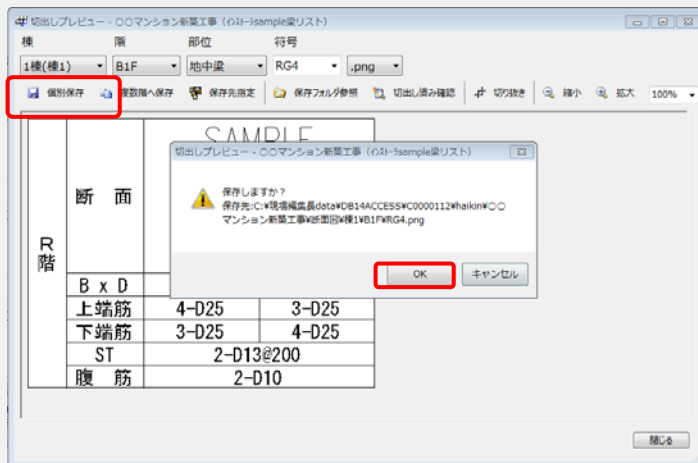 切出しプレビュー - 〇〇マンション新築工事（ｲﾝｽﾄｰﾗsample梁リスト）
棟 階 部位 符号
1棟(棟1) B1F 地中梁 RG4 .png
個別保存 複数階へ保存 保存先指定 保存フォルダ参照 切出し済み確認 切り抜き 縮小 拡大 100%
SAMPLE
切出しプレビュー - 〇〇マンション新築工事（ｲﾝｽﾄｰﾗsample梁リスト）
保存しますか？
保存先:C:¥現場編集長data¥DB14ACCESS¥C0000112¥haikin¥〇〇
マンション新築工事¥断面図¥棟1¥B1F¥RG4.png
OK キャンセル
断 面
R階
B x D
上端筋 4-D25 3-D25
下端筋 3-D25 4-D25
ST 2-D13@200
腹 筋 2-D10
閉じる